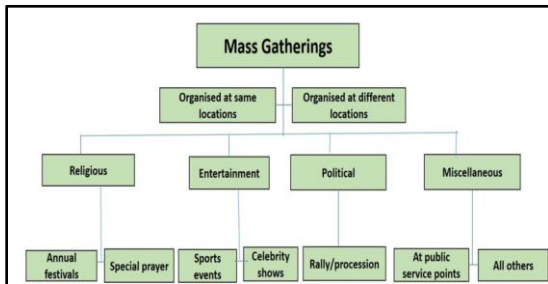 Mass Gatherings
Organised at same
locations
Organised at different
locations
Religious
Entertainment
Political
Miscellaneous
Annual
festivals
Special prayer
Sports
events
Celebrity
shows
Rally/procession
At public
service points
All others